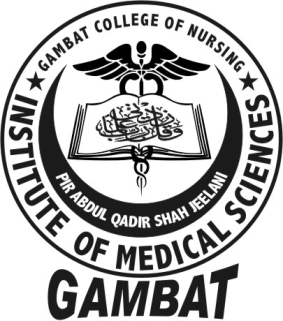 ★ GAMBAT COLLEGE OF NURSING ★
PIR ABDUL QADIR SHAH JEELANI
INSTITUTE OF MEDICAL SCIENCES
GAMBAT